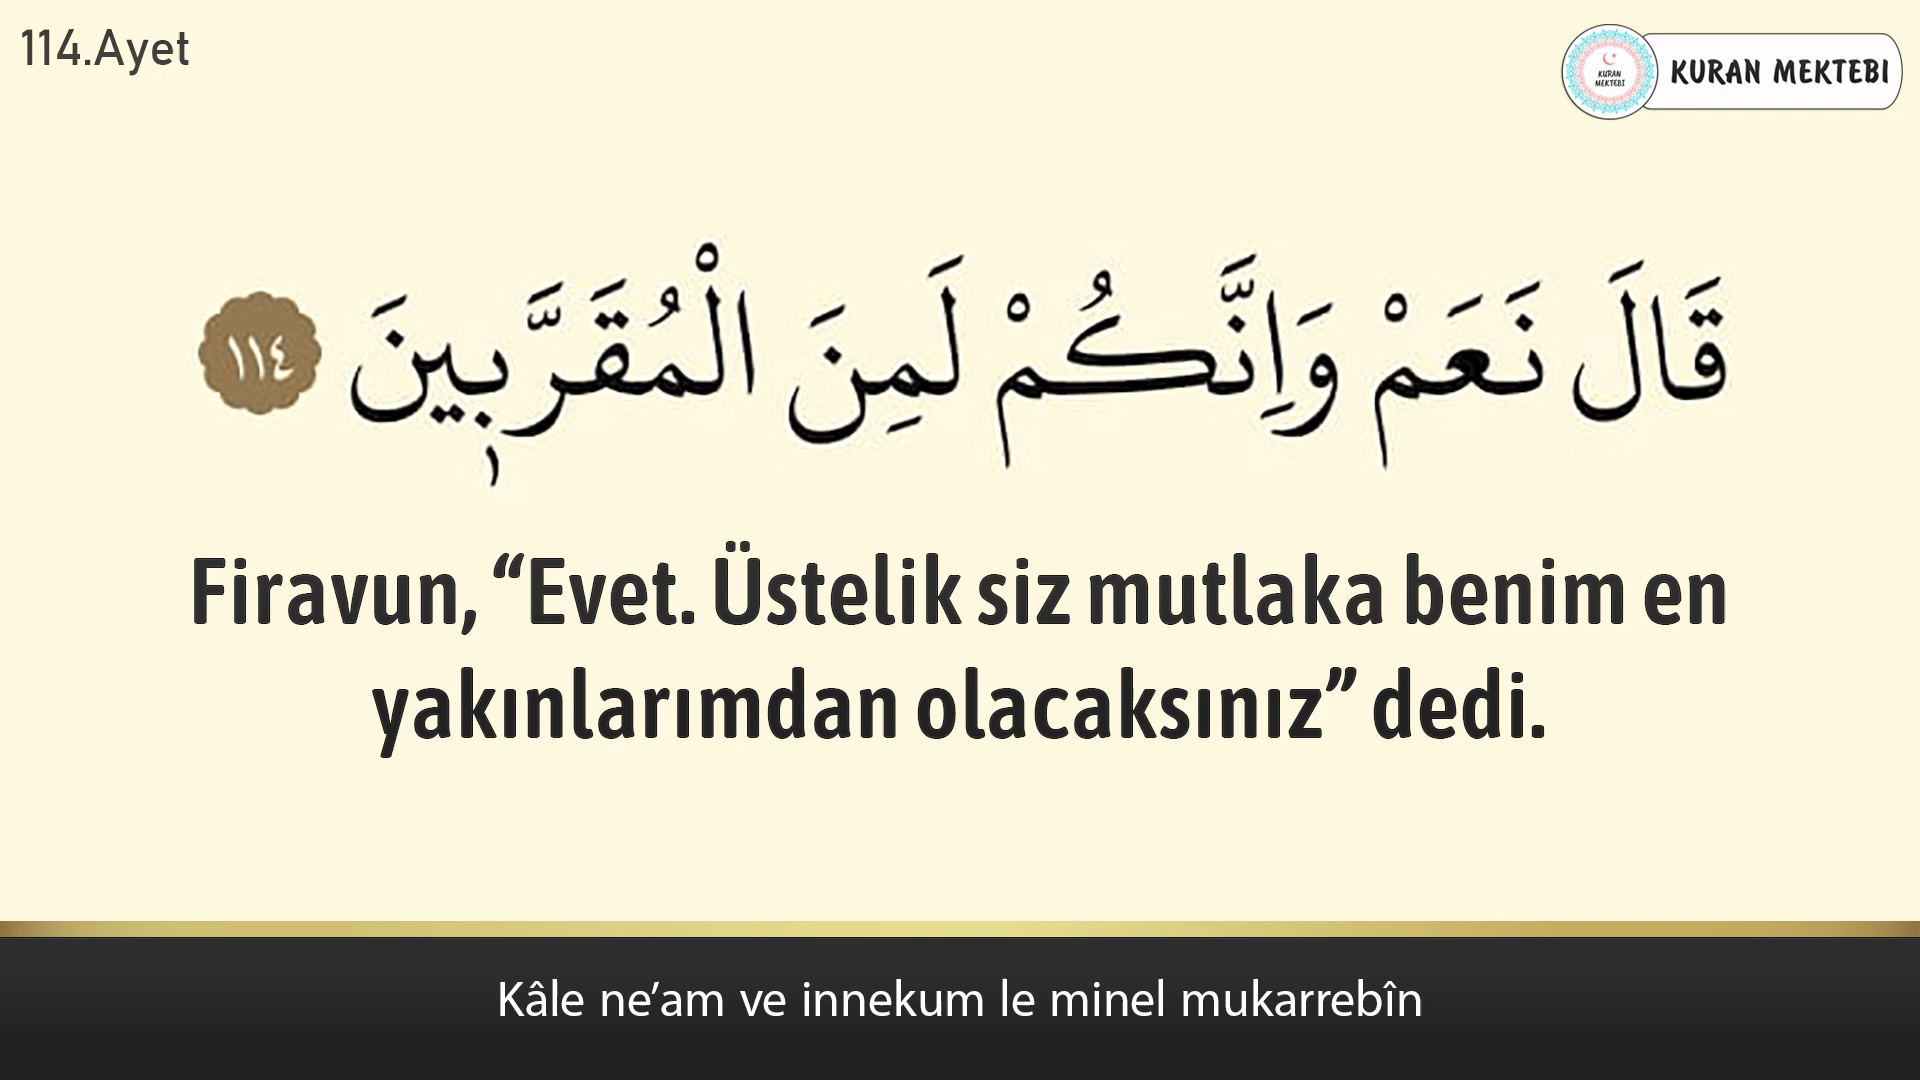 114.Ayet
KURAN MEKTEBI
KURAN MEKTEBI
قَالَ نَعَمْ وَاِنَّكُمْ لَمِنَ الْمُقَرَّبٖينَ ١١٤
Firavun, “Evet. Üstelik siz mutlaka benim en
yakınlarımdan olacaksınız” dedi.
Kâle ne’am ve innekum le minel mukarrebîn